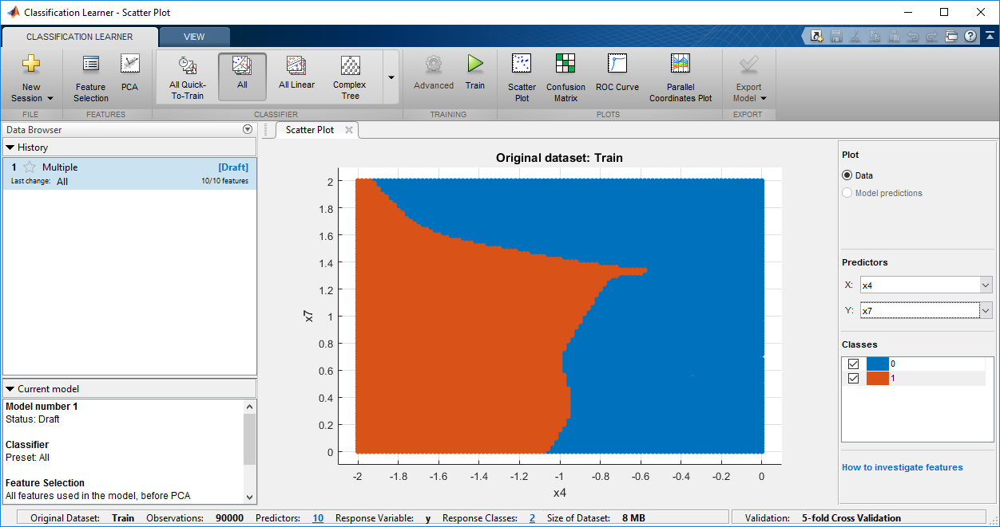 Classification Learner - Scatter Plot
CLASSIFICATION LEARNER VIEW
New Session
Feature Selection
PCA
All Quick-To-Train
All
All Linear
Complex Tree
Advanced
Train
Scatter Plot
Confusion Matrix
ROC Curve
Parallel Coordinates Plot
Export Model
FILE FEATURES CLASSIFIER TRAINING PLOTS EXPORT
Data Browser
History
1 Multiple [Draft]
Last change: All 10/10 features
Current model
Model number 1
Status: Draft
Classifier
Preset: All
Feature Selection
All features used in the model, before PCA
Scatter Plot
Original dataset: Train
2
1.8
1.6
1.4
1.2
1
0.8
0.6
0.4
0.2
0
x7
-2 -1.8 -1.6 -1.4 -1.2 -1 -0.8 -0.6 -0.4 -0.2 0
x4
Plot
Data
Model predictions
Predictors
X: x4
Y: x7
Classes
0
1
How to investigate features
Original Dataset: Train Observations: 90000 Predictors: 10 Response Variable: y Response Classes: 2 Size of Dataset: 8 MB Validation: 5-fold Cross Validation